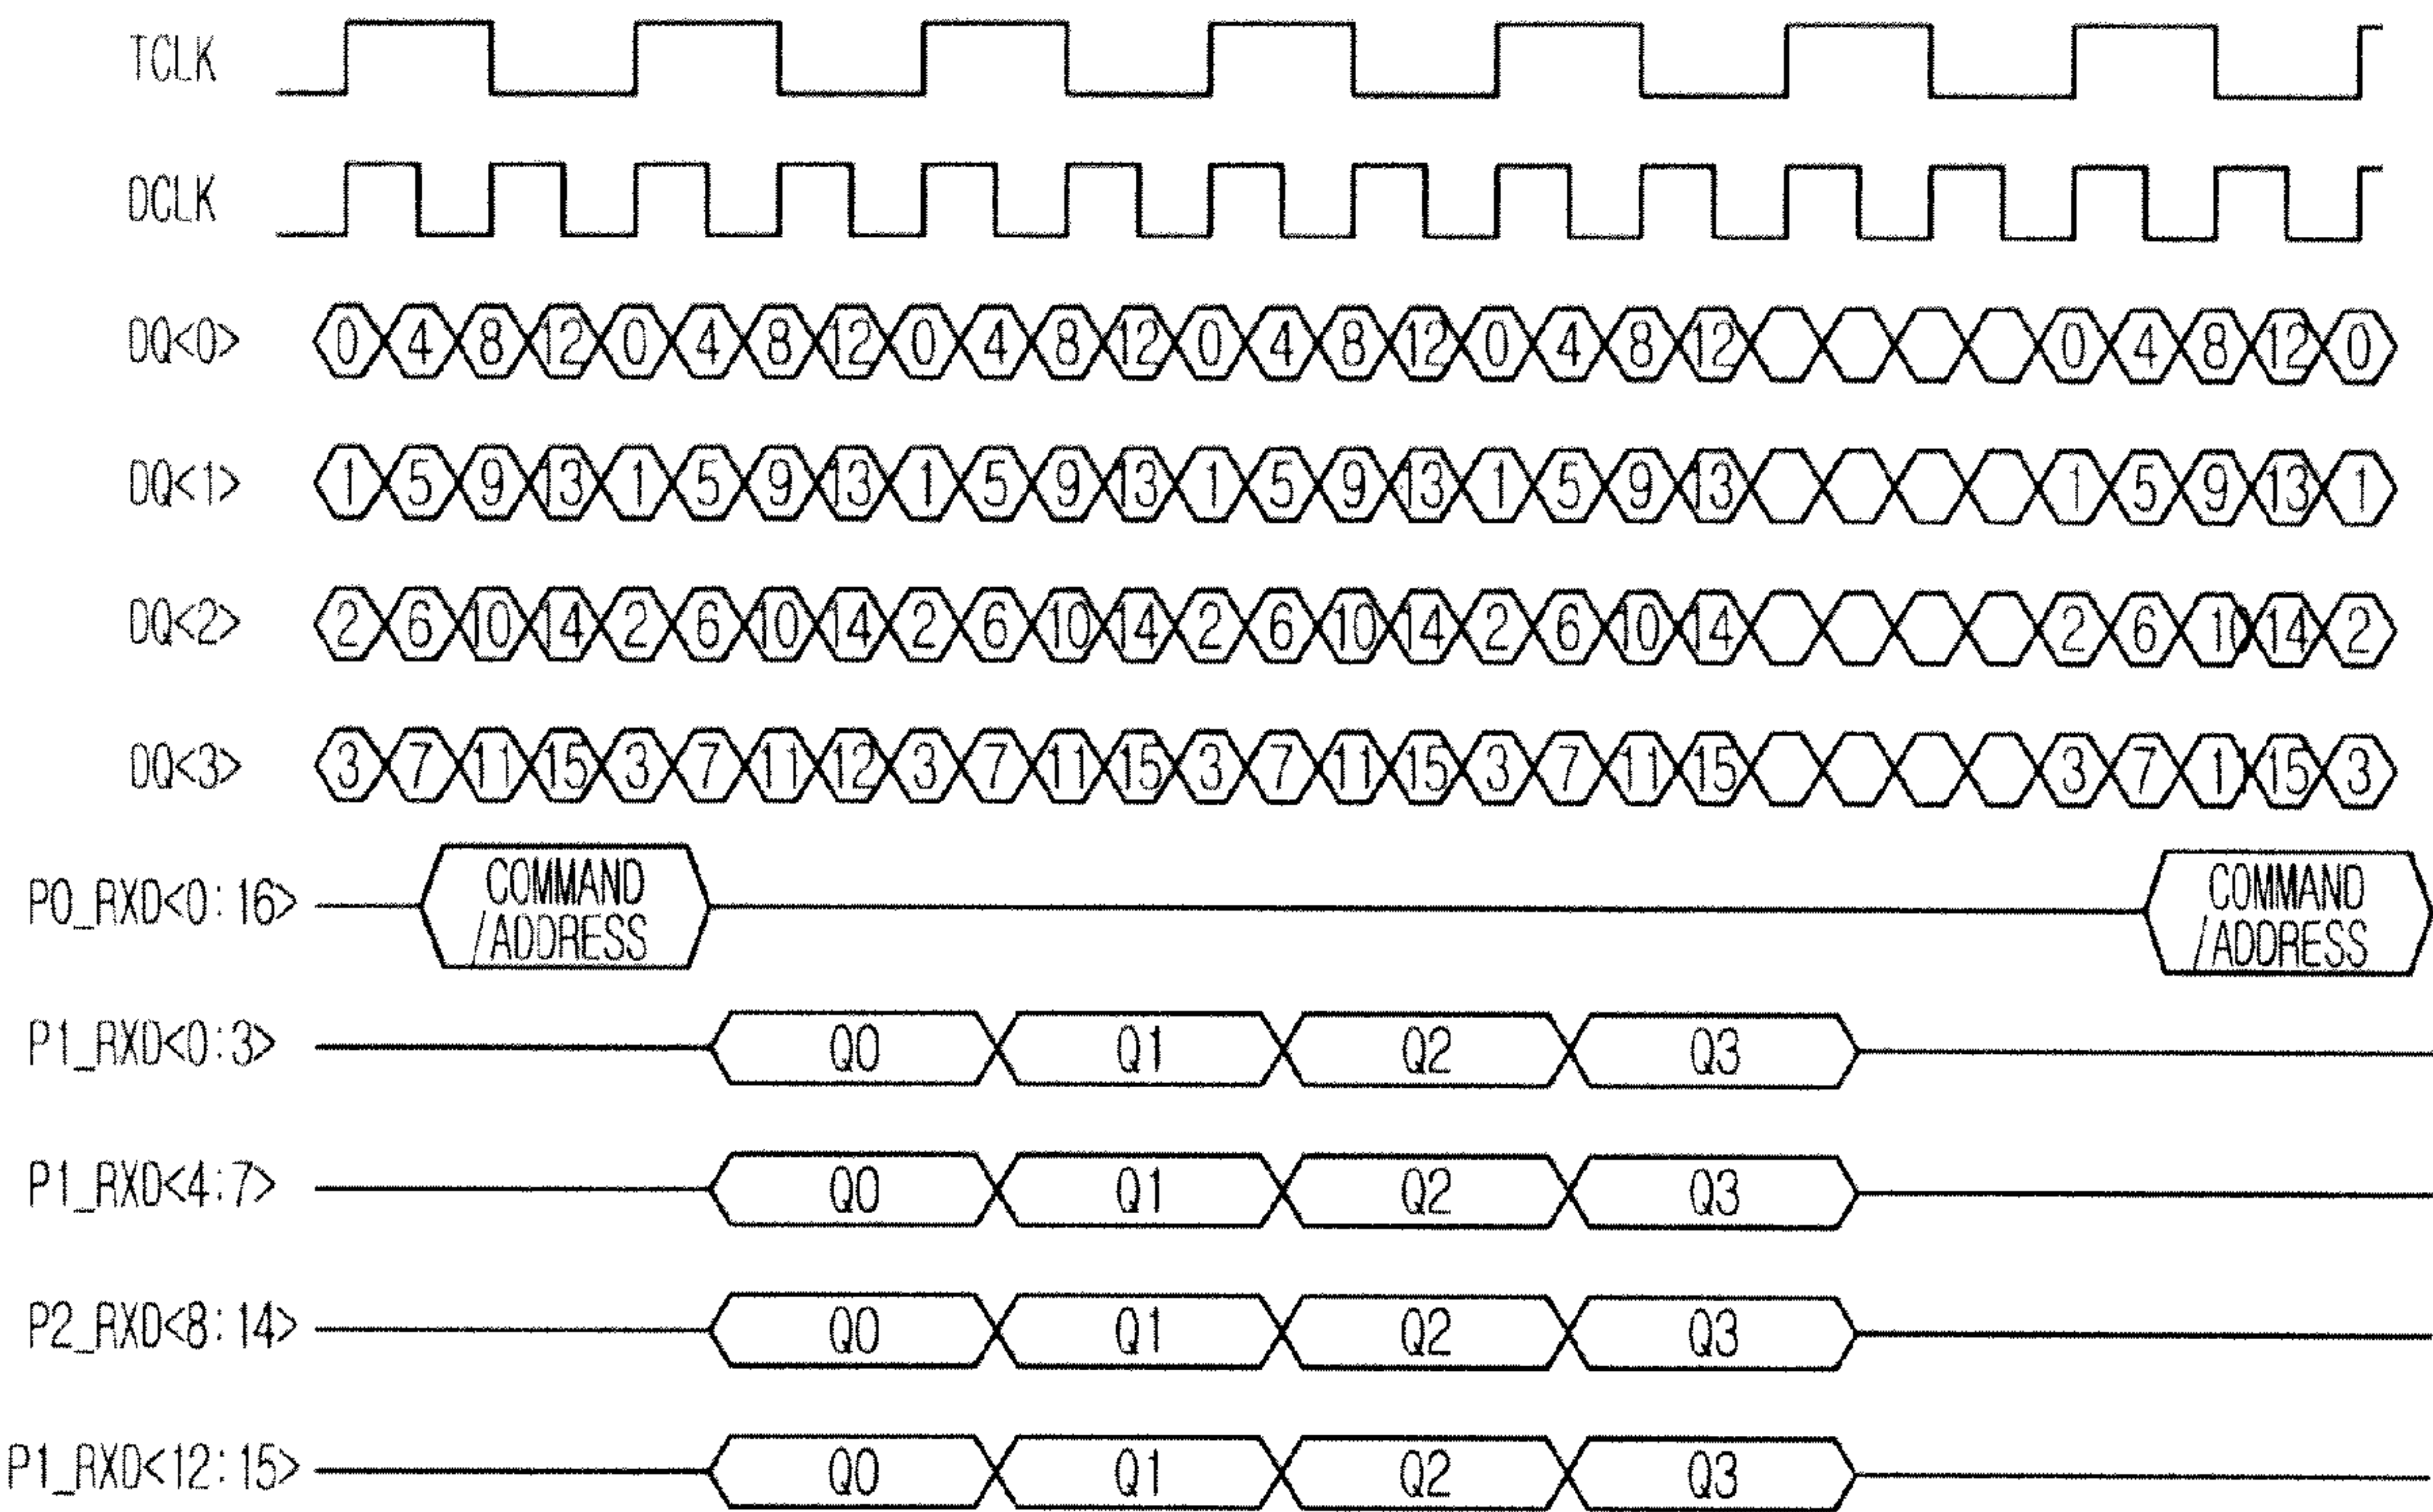 TCLK
DCLK
DQ<0> 0 4 8 12 0 4 8 12 0 4 8 12 0 4 8 12 0 4 8 12 0 4 8 12 0
DQ<1> 1 5 9 13 1 5 9 13 1 5 9 13 1 5 9 13 1 5 9 13 1 5 9 13 1
DQ<2> 2 6 10 14 2 6 10 14 2 6 10 14 2 6 10 14 2 6 10 14 2 6 10 14 2
DQ<3> 3 7 11 15 3 7 11 12 3 7 11 15 3 7 11 15 3 7 11 15 3 7 11 15 3
P0_RXD<0:16> COMMAND /ADDRESS COMMAND /ADDRESS
P1_RXD<0:3> Q0 Q1 Q2 Q3
P1_RXD<4:7> Q0 Q1 Q2 Q3
P2_RXD<8:14> Q0 Q1 Q2 Q3
P1_RXD<12:15> Q0 Q1 Q2 Q3